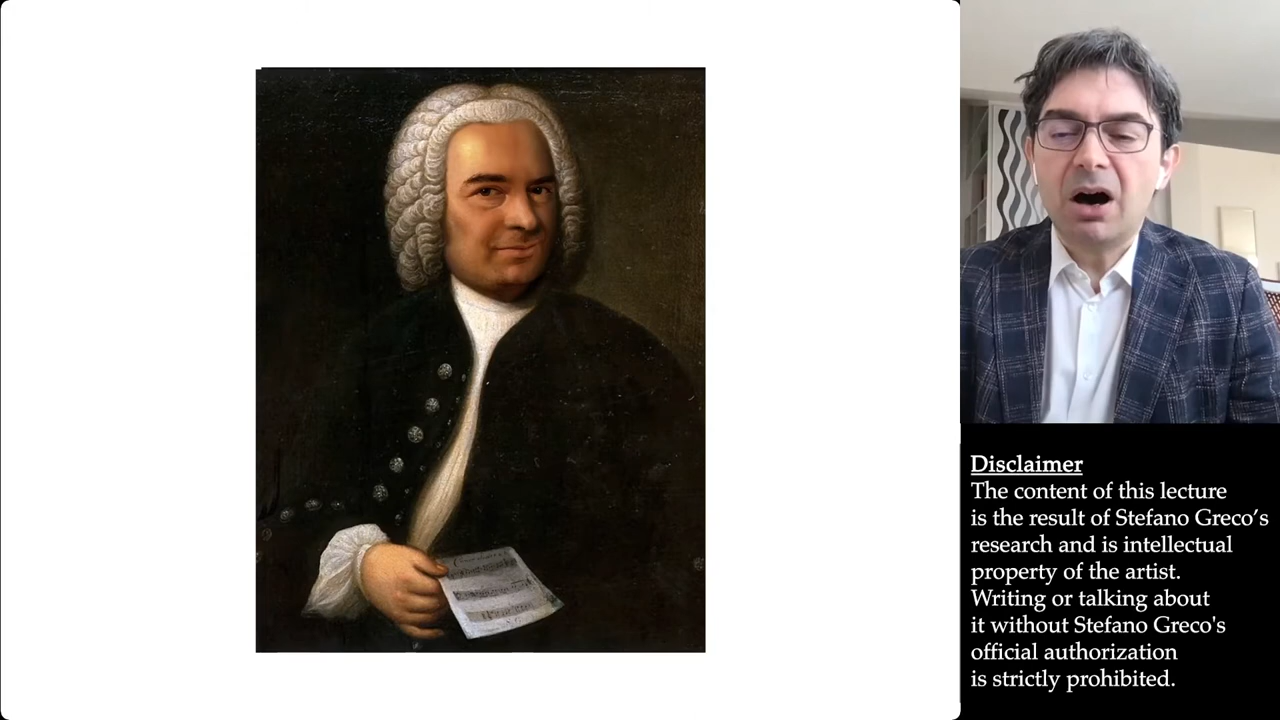 Disclaimer
The content of this lecture
is the result of Stefano Greco’s
research and is intellectual
property of the artist.
Writing or talking about
it without Stefano Greco's
official authorization
is strictly prohibited.